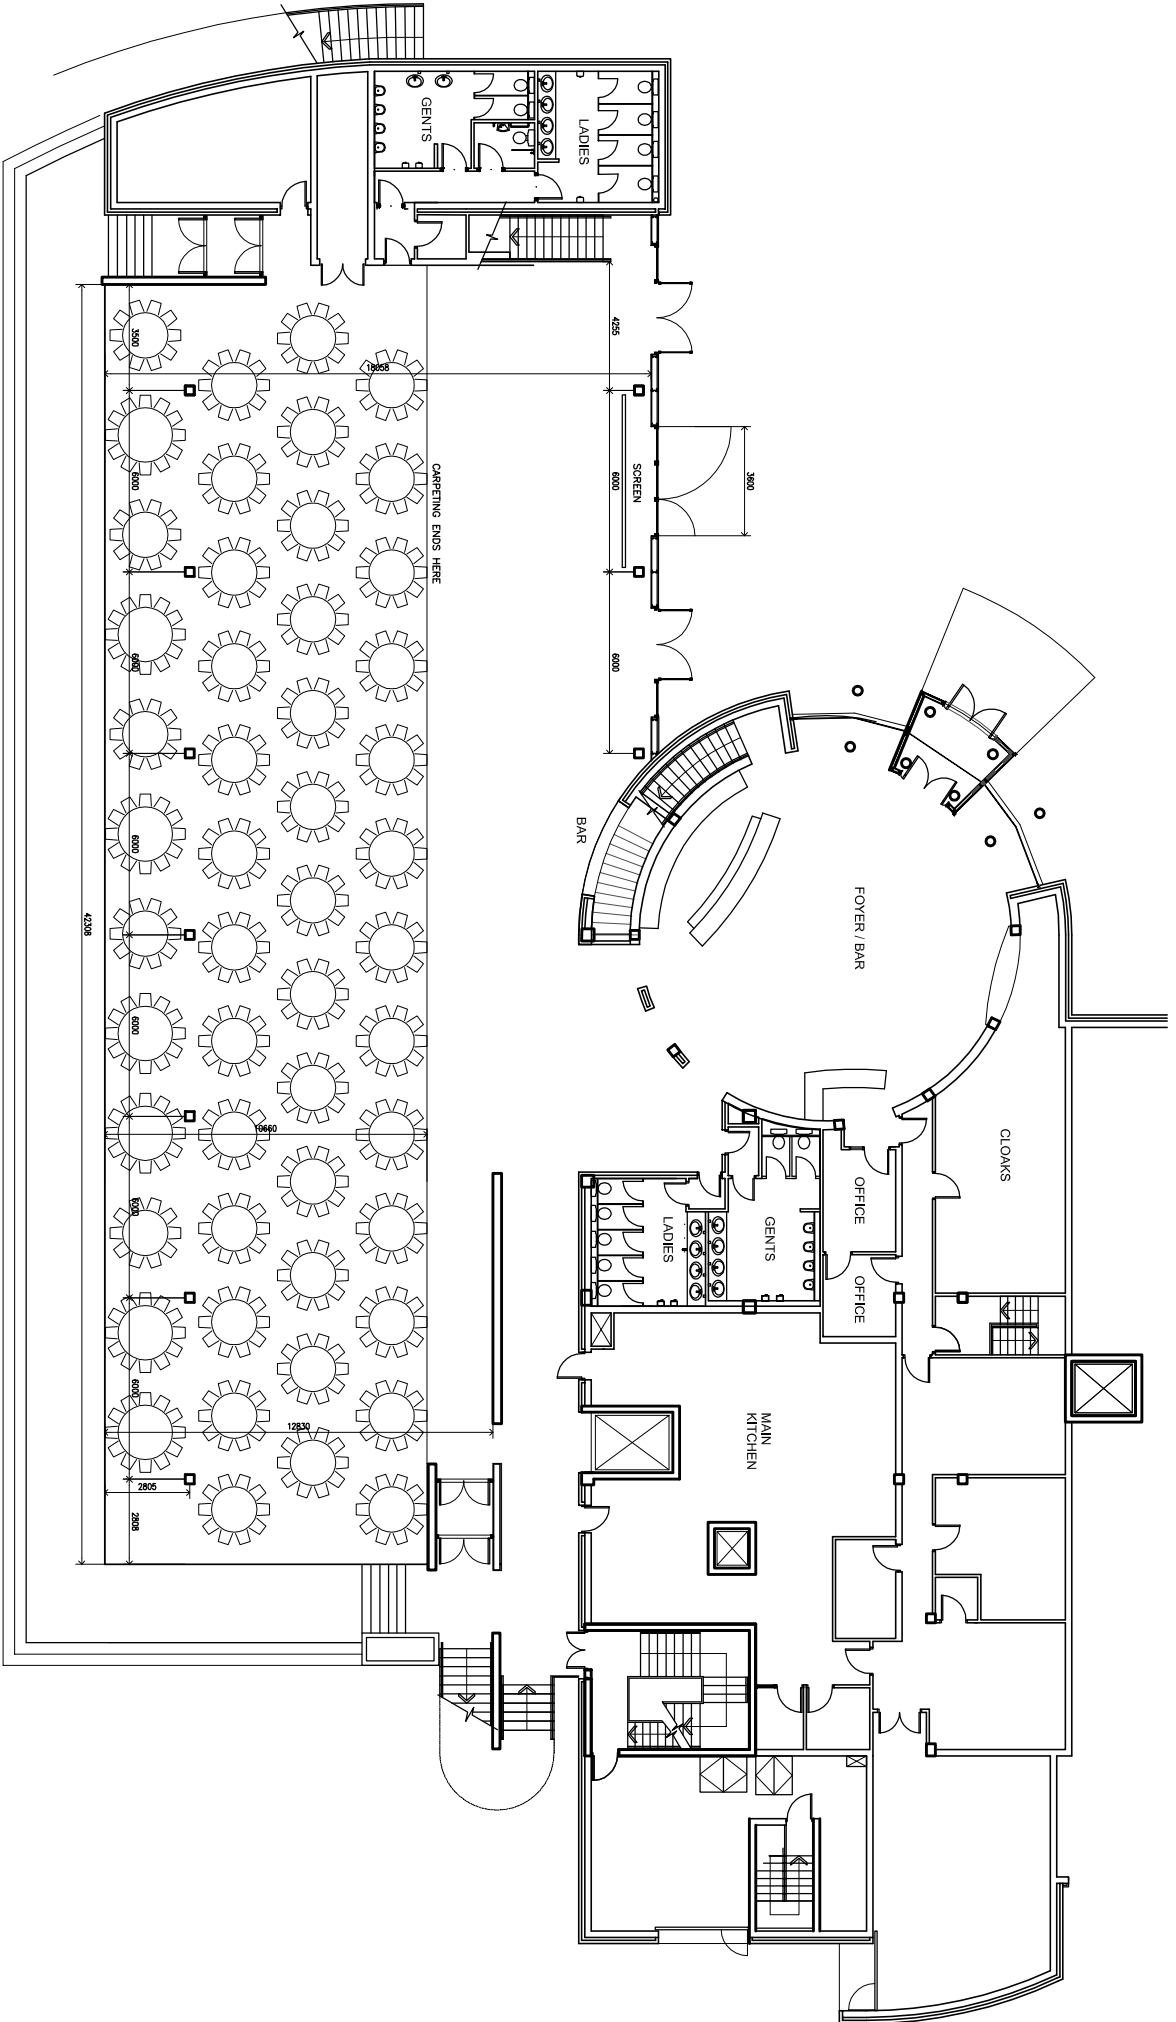 GENTS
LADIES
3500
4255
18058
CARPETING ENDS HERE
SCREEN
6000
3600
6000
6000
6000
BAR
FOYER / BAR
6000
42308
6000
10660
CLOAKS
6000
LADIES
GENTS
OFFICE
OFFICE
6000
12830
MAIN
KITCHEN
2805
2808